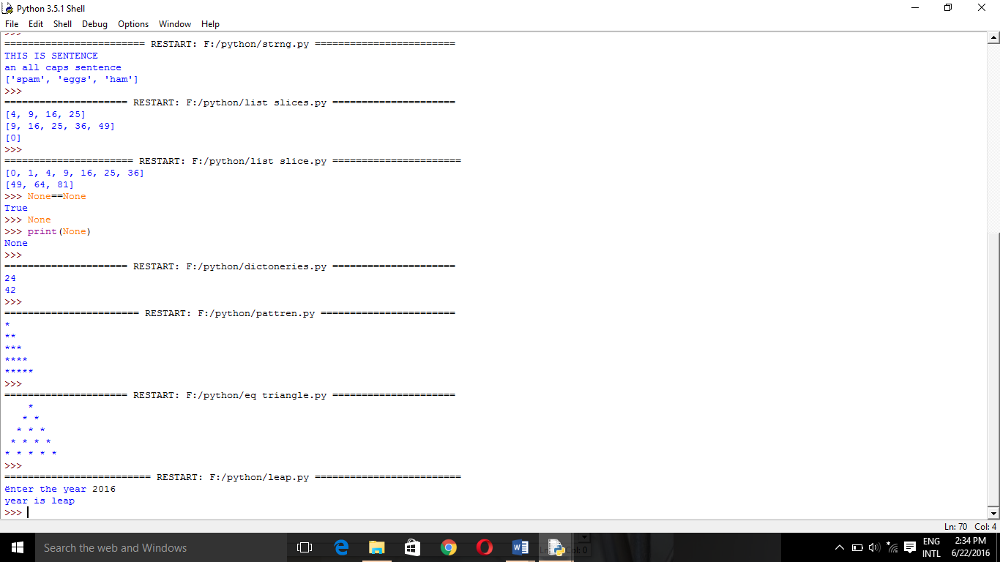 Python 3.5.1 Shell
File Edit Shell Debug Options Window Help
>>>
======================== RESTART: F:/python/strng.py ========================
THIS IS SENTENCE
an all caps sentence
['spam', 'eggs', 'ham']
>>>
===================== RESTART: F:/python/list slices.py =====================
[4, 9, 16, 25]
[9, 16, 25, 36, 49]
[0]
>>>
====================== RESTART: F:/python/list slice.py ======================
[0, 1, 4, 9, 16, 25, 36]
[49, 64, 81]
>>> None==None
True
>>> None
>>> print(None)
None
>>>
===================== RESTART: F:/python/dictoneries.py =====================
24
42
>>>
======================= RESTART: F:/python/pattren.py =======================
*
**
***
****
*****
>>>
===================== RESTART: F:/python/eq triangle.py =====================
    *
   * *
  * * *
 * * * *
* * * * *
>>>
========================= RESTART: F:/python/leap.py =========================
ënter the year 2016
year is leap
>>>
Ln: 70 Col: 4
Search the web and Windows
ENG
INTL
2:34 PM
6/22/2016